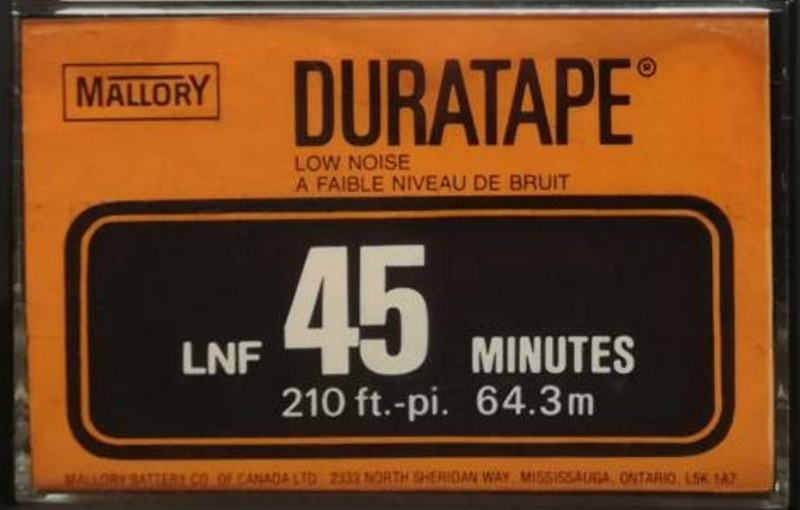 MALLORY
DURATAPE®
LOW NOISE
A FAIBLE NIVEAU DE BRUIT
LNF 45 MINUTES
210 ft.-pi. 64.3m
MALLORY BATTERY CO. OF CANADA LTD. 2333 NORTH SHERIDAN WAY, MISSISSAUGA, ONTARIO, L5K 1A7